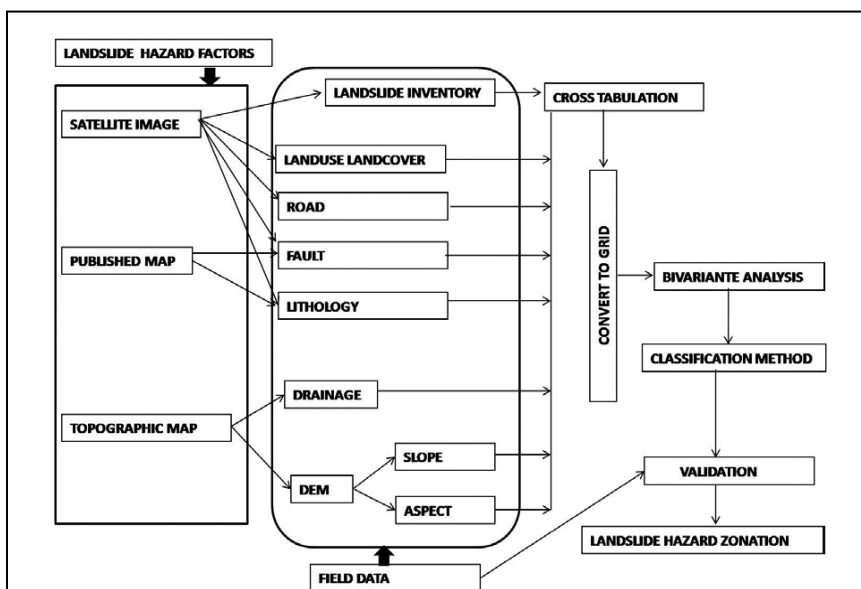 LANDSLIDE HAZARD FACTORS
SATELLITE IMAGE
PUBLISHED MAP
TOPOGRAPHIC MAP
LANDSLIDE INVENTORY
LANDUSE LANDCOVER
ROAD
FAULT
LITHOLOGY
DRAINAGE
DEM
SLOPE
ASPECT
FIELD DATA
CROSS TABULATION
CONVERT TO GRID
BIVARIANTE ANALYSIS
CLASSIFICATION METHOD
VALIDATION
LANDSLIDE HAZARD ZONATION